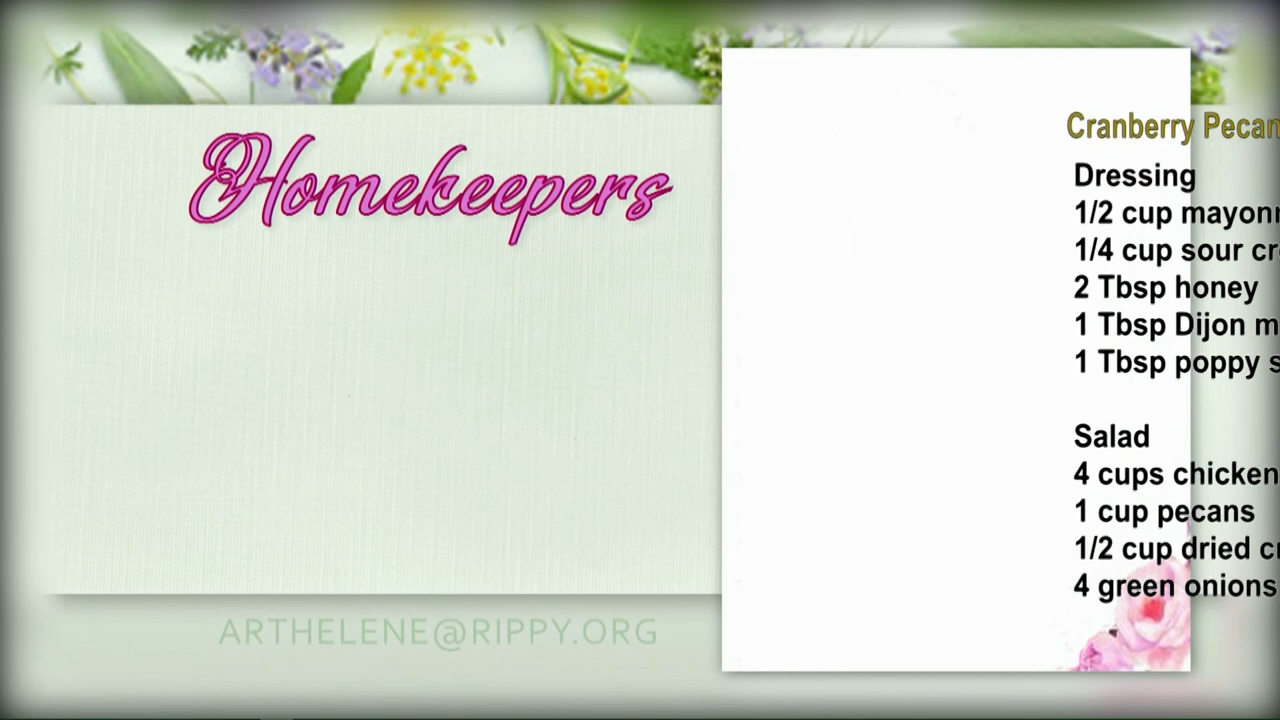 Homekeepers
ARTHELENE@RIPPY.ORG
Cranberry Pecan
Dressing
1/2 cup
1/4 cup sour
2 Tbsp honey
1 Tbsp Dijon
1 Tbsp poppy
Salad
4 cups chicken
1 cup pecans
1/2 cup dried
4 green onions